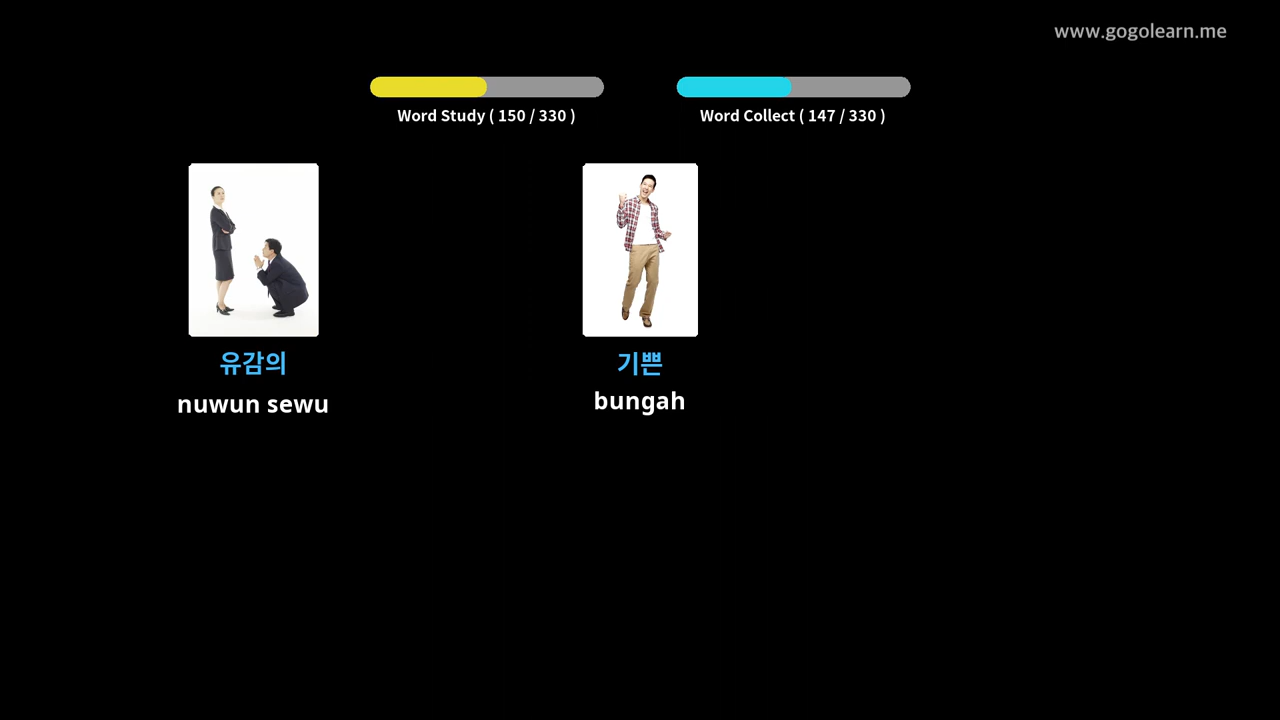 www.gogolearn.me
Word Study ( 150 / 330 )
Word Collect ( 147 / 330 )
유감의
nuwun sewu
기쁜
bungah